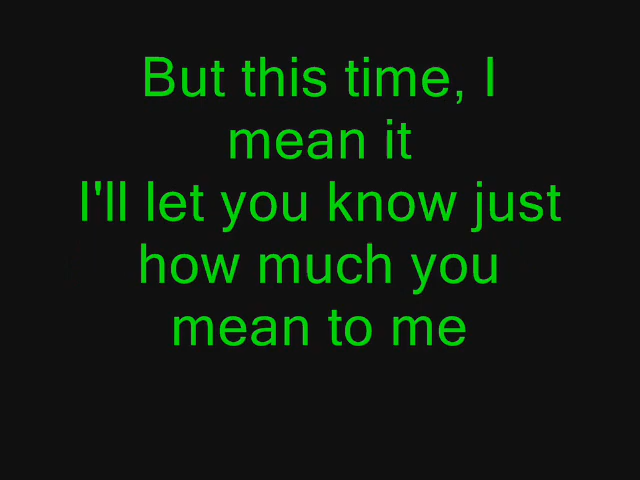 But this time, I
mean it
I'll let you know just
how much you
mean to me